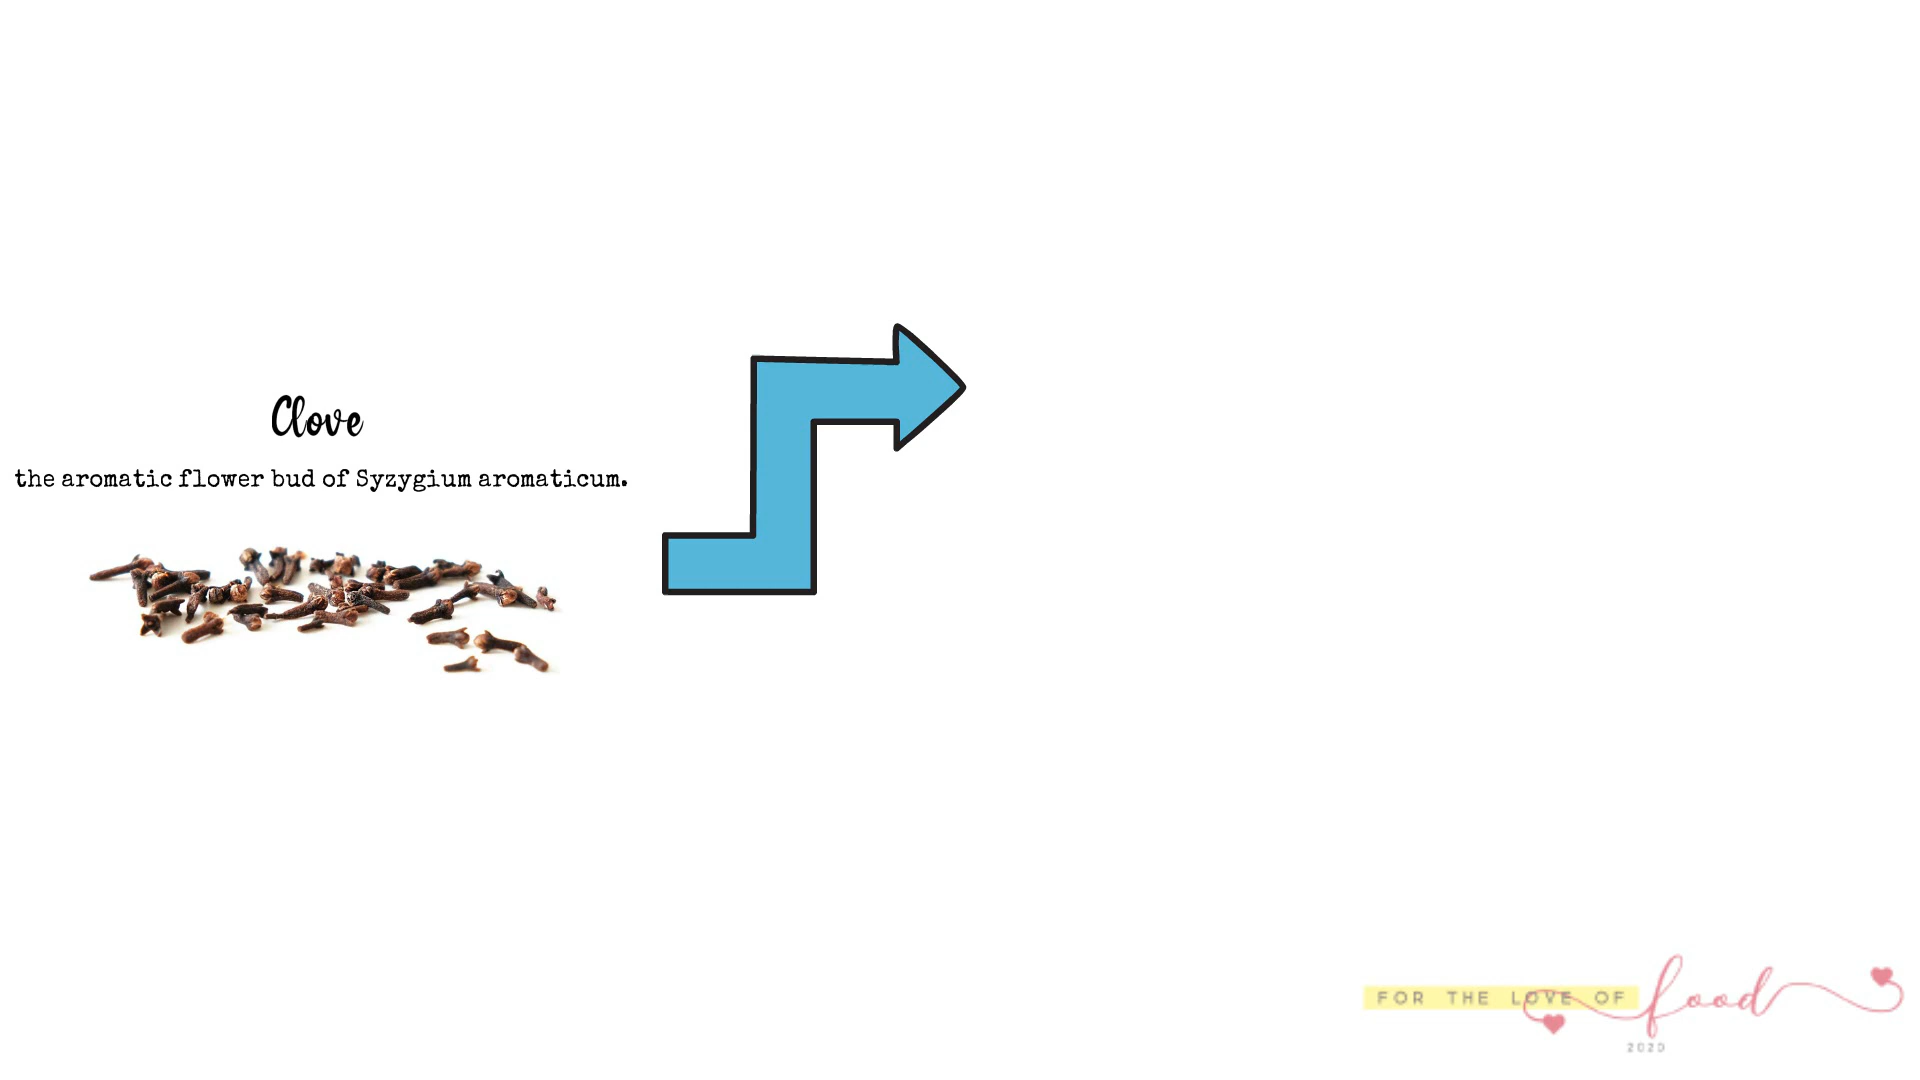 Clove
the aromatic flower bud of Syzygium aromaticum.
FOR THE LOVE OF food
2020